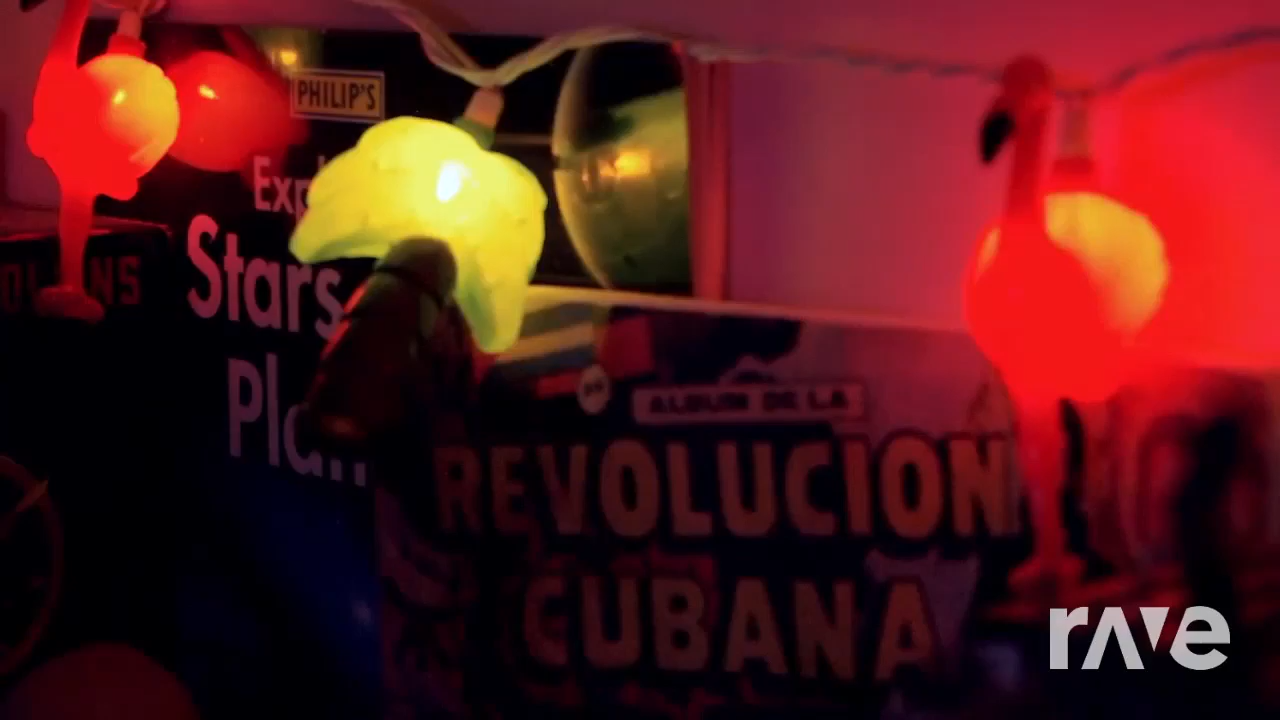 PHILIP'S
Stars
ALBUM DE LA
REVOLUCION
CUBANA
rave